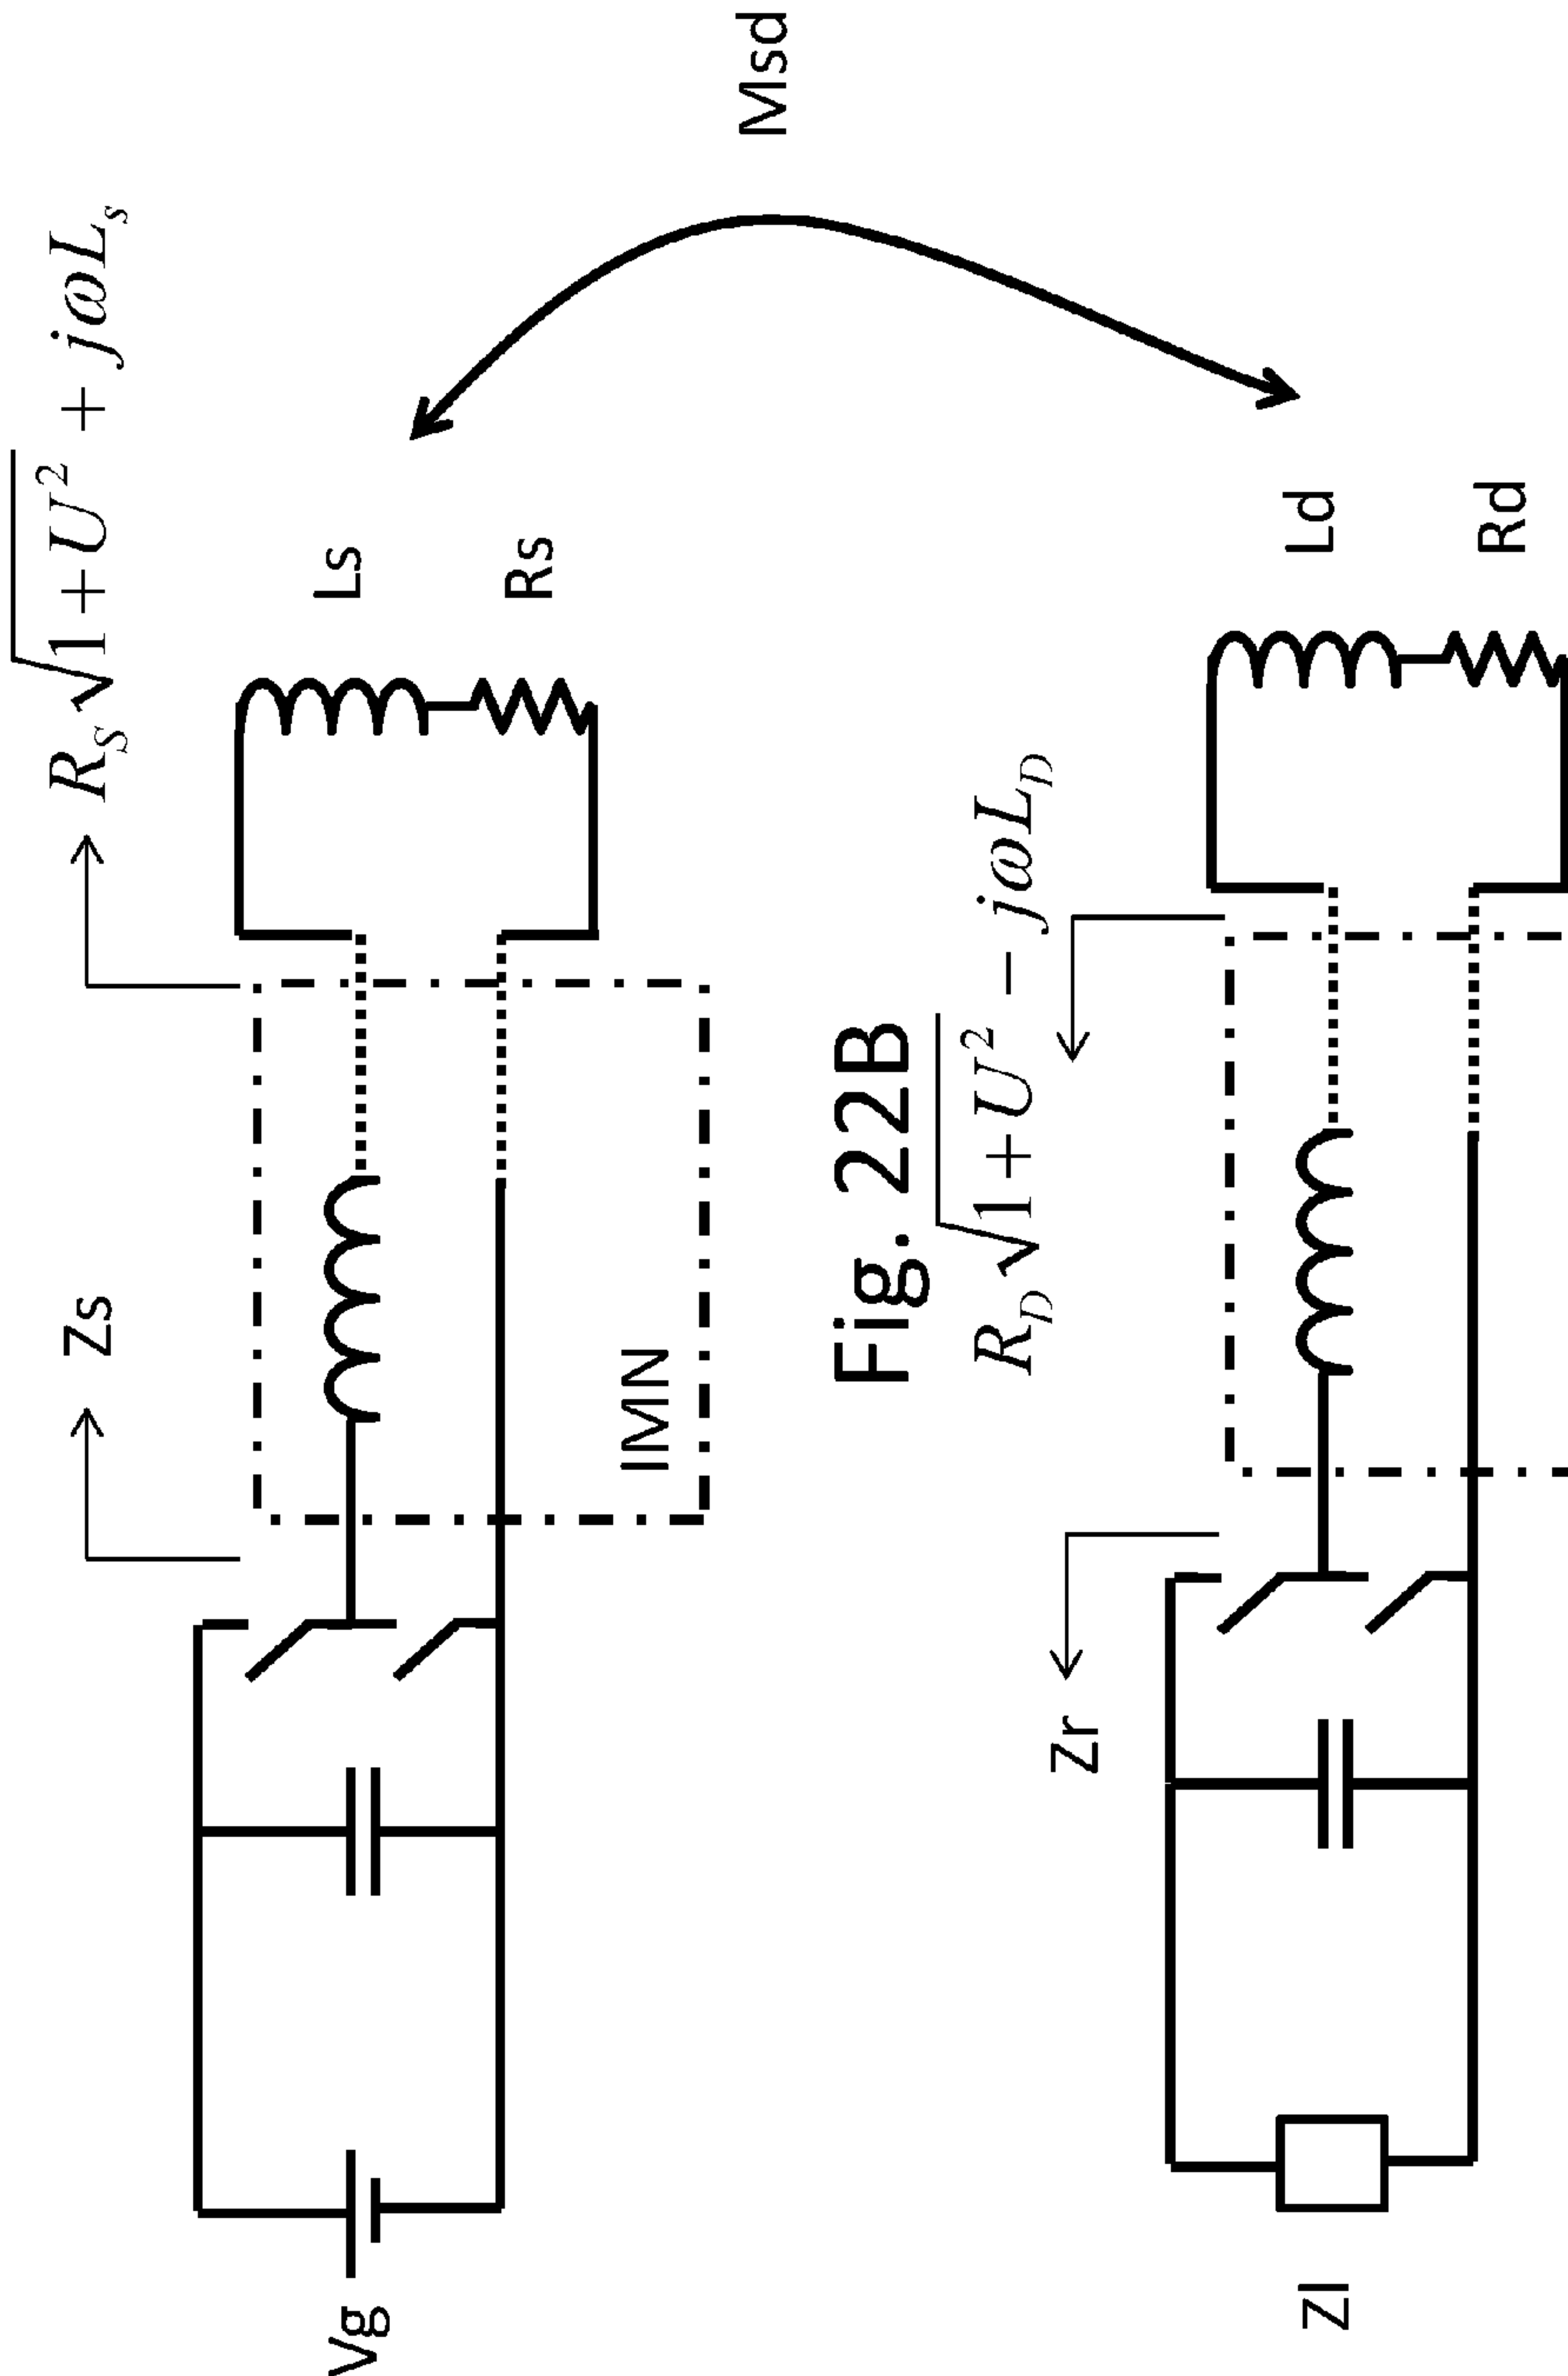 R_S√1+U² + jωL_s
Zs
Ls
Rs
IMN
Vg
Msd
Fig. 22B
R_D√1+U² − jωL_D
Zr
Ld
Rd
Zl